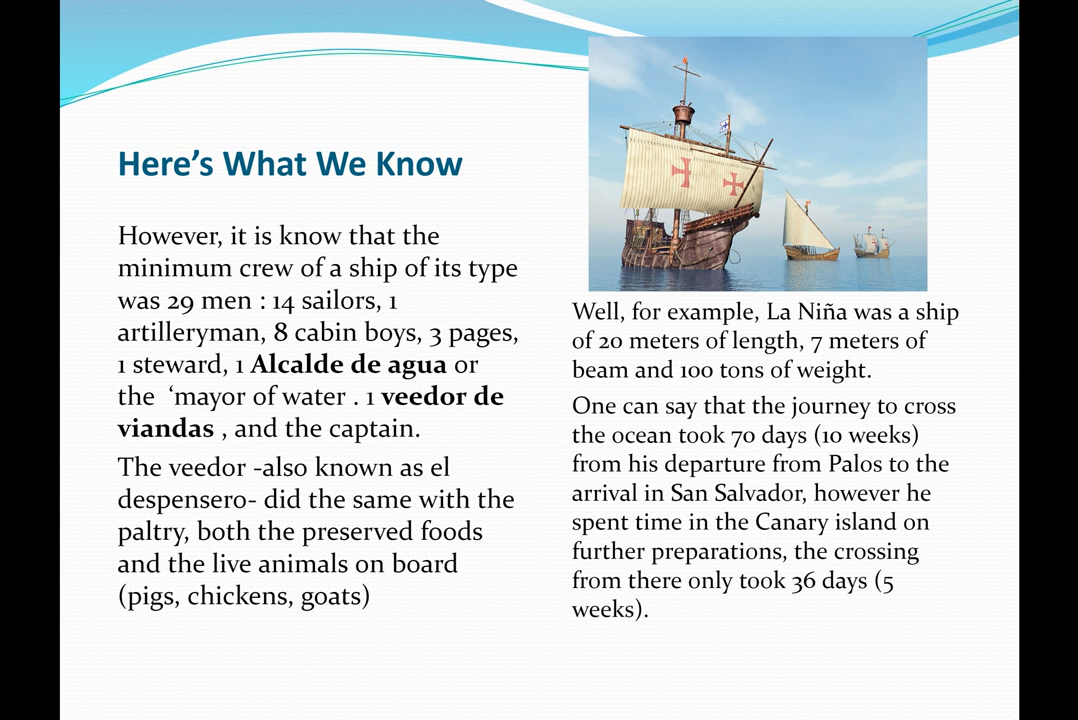 Here’s What We Know
However, it is know that the
minimum crew of a ship of its type
was 29 men : 14 sailors, 1
artilleryman, 8 cabin boys, 3 pages,
1 steward, 1 Alcalde de agua or
the ‘mayor of water . 1 veedor de
viandas , and the captain.
The veedor -also known as el
despensero- did the same with the
paltry, both the preserved foods
and the live animals on board
(pigs, chickens, goats)
Well, for example, La Niña was a ship
of 20 meters of length, 7 meters of
beam and 100 tons of weight.
One can say that the journey to cross
the ocean took 70 days (10 weeks)
from his departure from Palos to the
arrival in San Salvador, however he
spent time in the Canary island on
further preparations, the crossing
from there only took 36 days (5
weeks).